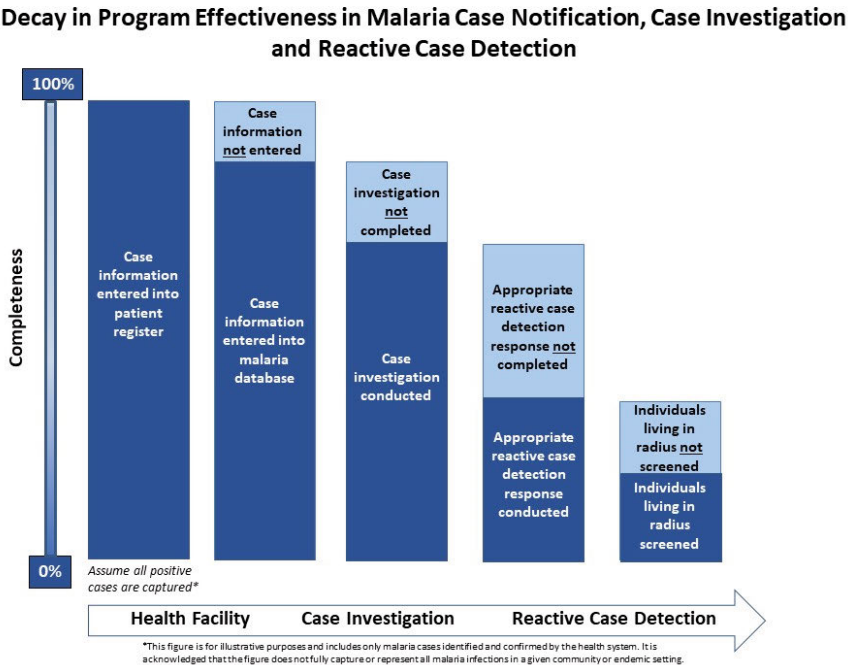 Decay in Program Effectiveness in Malaria Case Notification, Case Investigation
and Reactive Case Detection
100%
Completeness
0%
Case
information
entered into
patient
register
Case
information
not entered
Case
information
entered into
malaria
database
Case
investigation
not
completed
Case
investigation
conducted
Appropriate
reactive case
detection
response not
completed
Appropriate
reactive case
detection
response
conducted
Individuals
living in
radius not
screened
Individuals
living in
radius
screened
Assume all positive
cases are captured*
Health Facility
Case Investigation
Reactive Case Detection
*This figure is for illustrative purposes and includes only malaria cases identified and confirmed by the health system. It is
acknowledged that the figure does not fully capture or represent all malaria infections in a given community or endemic setting.